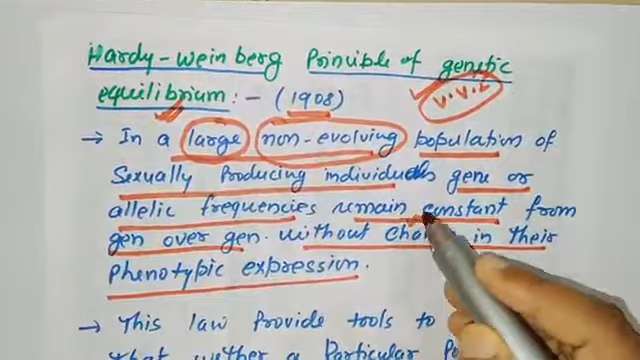 Hardy-weinberg Principle of genetic
equilibrium :- (1908)
V.V.I
→ In a large non-evolving population of
Sexually Producing individuals gene or
allelic frequencies remain constant from
gen over gen. without in their
Phenotypic expression.
→ This law Provide tools to
that wether a Particular